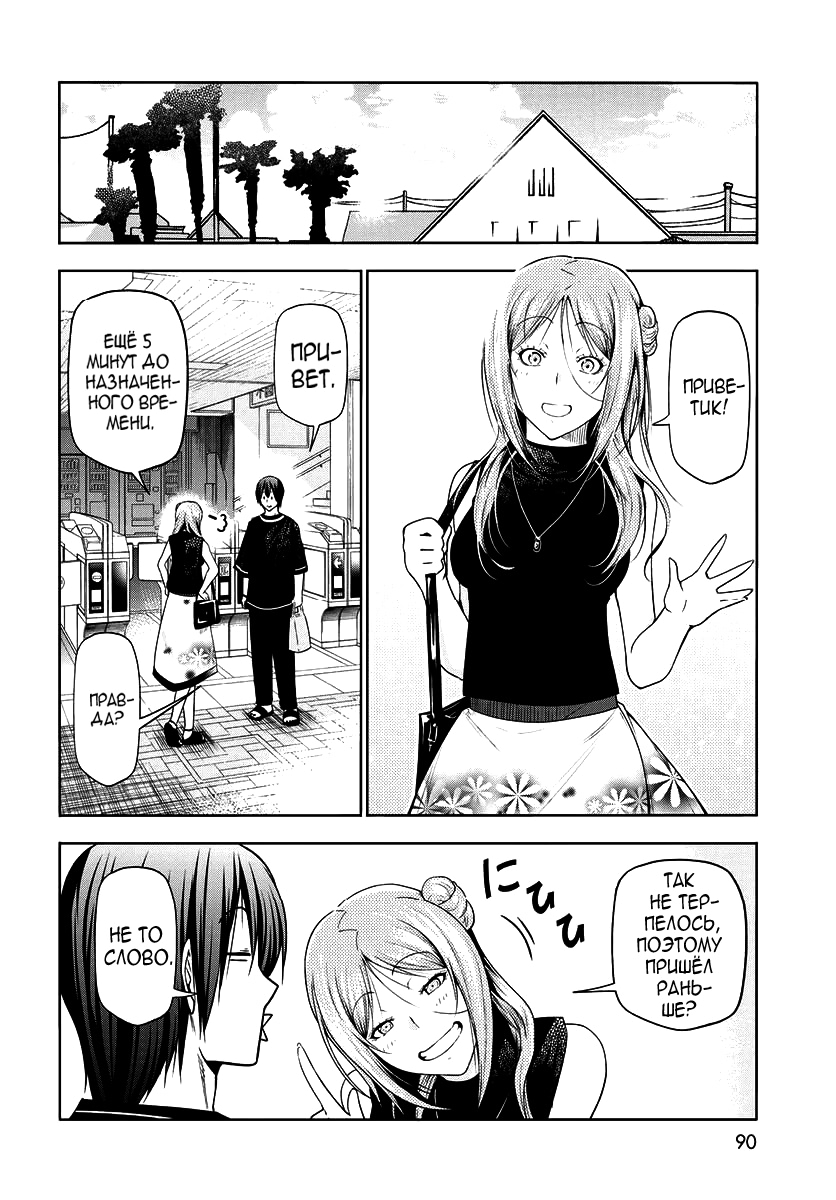 ПРИВЕ-
ТИК!
ПРИ-
ВЕТ.
ЕЩЁ 5
МИНУТ ДО
НАЗНАЧЕН-
НОГО ВРЕ-
МЕНИ.
ПРАВ-
ДА?
ТАК
НЕ ТЕР-
ПЕЛОСЬ,
ПОЭТОМУ
ПРИШЁЛ
РАНЬ-
ШЕ?
にひひ
НЕ ТО
СЛОВО.
90